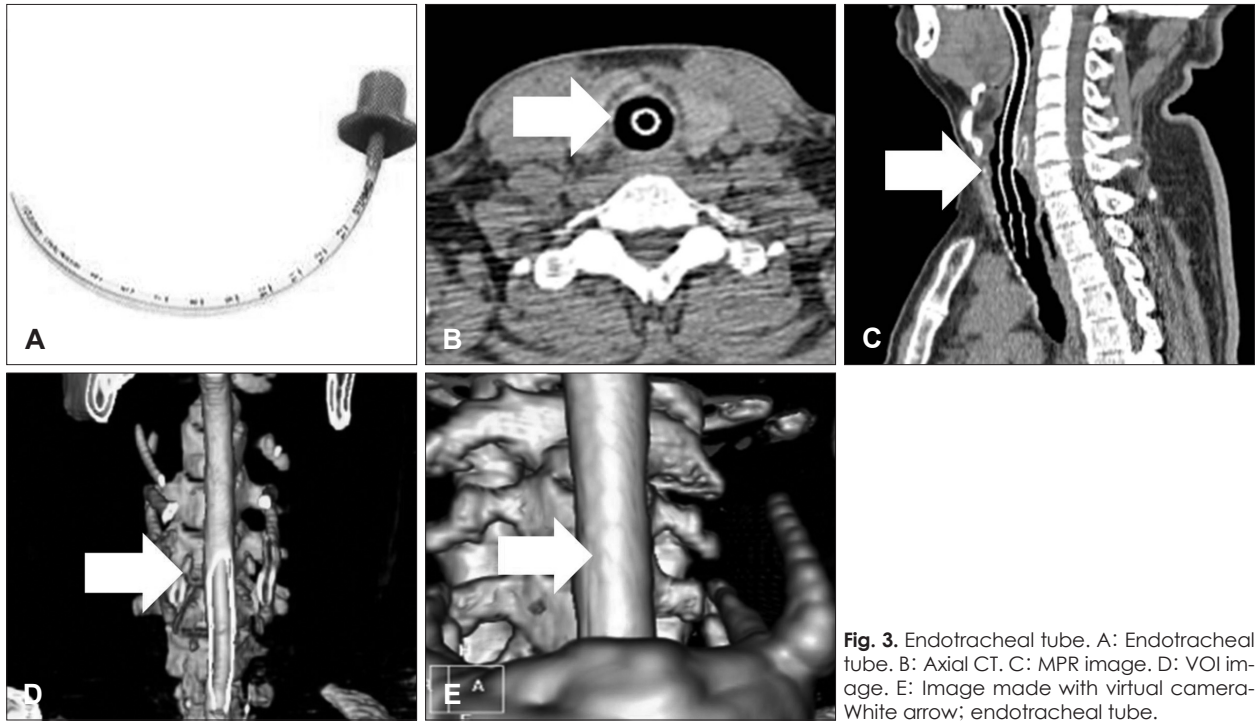 A
B
C
D
E
A
Fig. 3. Endotracheal tube. A: Endotracheal
tube. B: Axial CT. C: MPR image. D: VOI im-
age. E: Image made with virtual camera-
White arrow; endotracheal tube.